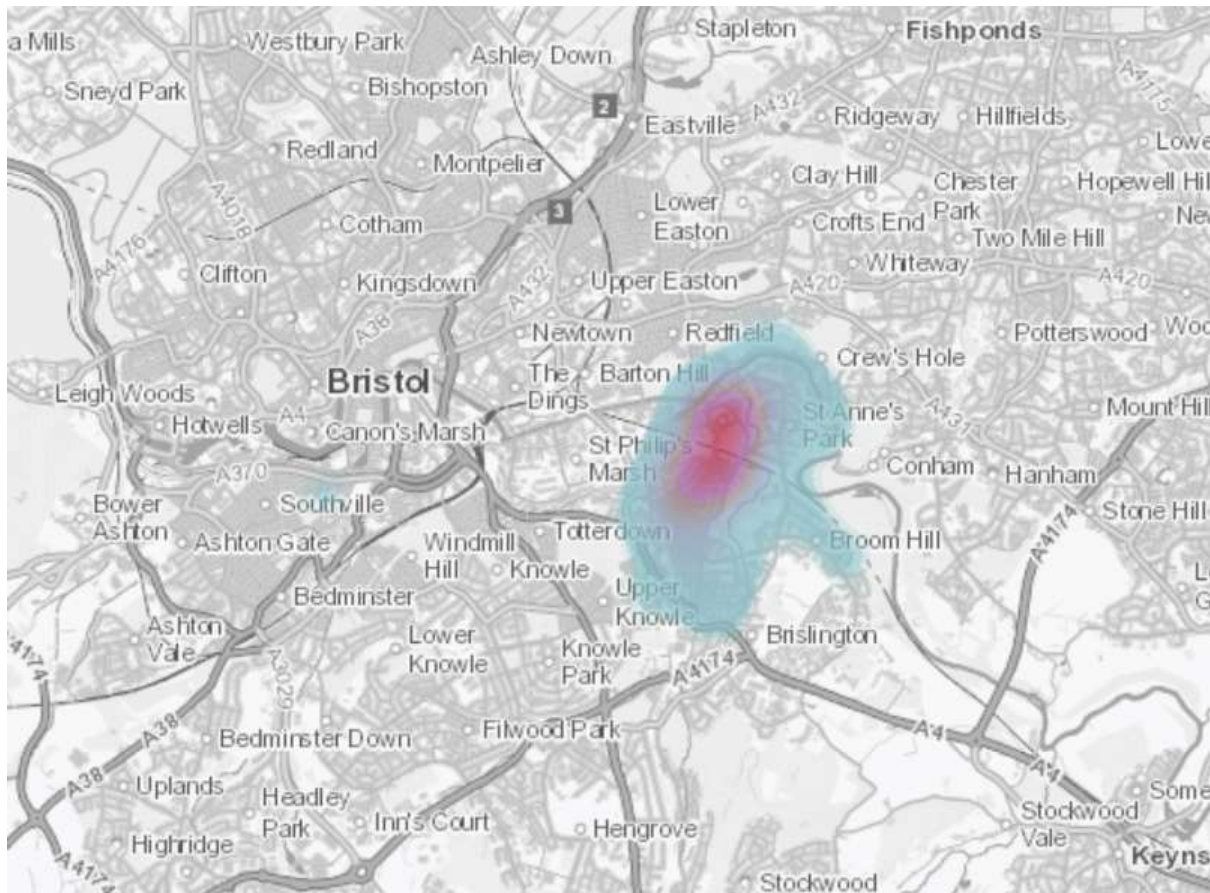 a Mills
Westbury Park
Ashley Down
Stapleton
Fishponds
A4175
Sneyd Park
Bishopston
2
Eastville
A432
Ridgeway
Hillfields
Lowe
Redland
Montpelier
Clay Hill
Chester
Park
Hopewell Hil
A4018
3
Lower
Easton
Crofts End
New
Cotham
A4176
Two Mile Hill
Clifton
Kingsdown
A432
Upper Easton
Whiteway
A420
A420
A38
Newtown
Redfield
Potterswood
Woo
Crew's Hole
Leigh Woods
Bristol
The
Dings
Barton Hill
A4
Hotwells
Canon's Marsh
St Anne's
Park
A431
Mount Hill
St Philip's
Marsh
Conham
Hanham
A370
Bower
Ashton
Southville
Stone Hill
A4174
Ashton Gate
Windmill
Hill
Totterdown
Broom Hill
Knowle
Bedminster
Upper
Knowle
Ashton
Vale
Lower
Knowle
Knowle
Park
Brislington
A4174
A4174
A3029
A38
Bedminster Down
Filwood Park
A4
A4
Uplands
Headley
Park
Inn's Court
Hengrove
Stockwood
Vale
Some
Highridge
A4174
Stockwood
Keyns